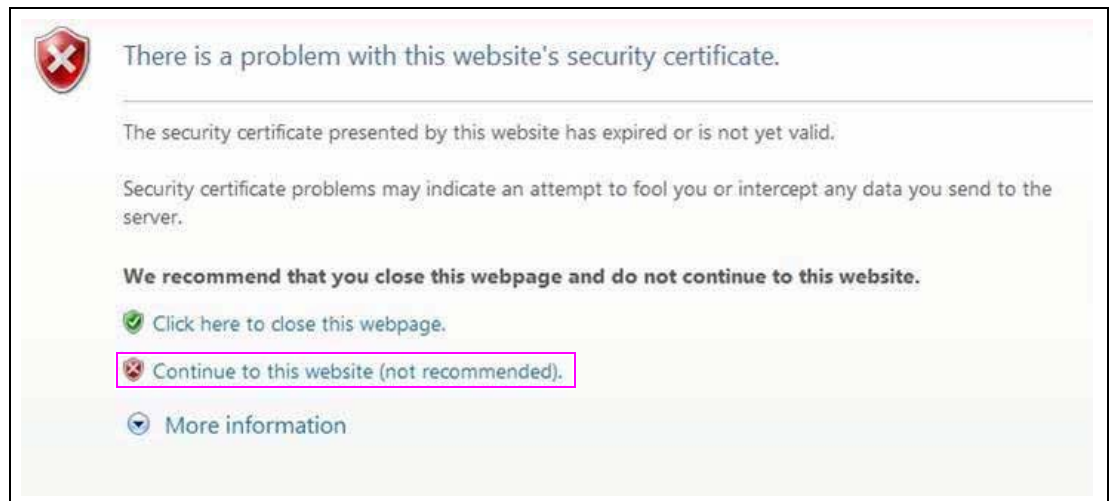 There is a problem with this website's security certificate.
The security certificate presented by this website has expired or is not yet valid.
Security certificate problems may indicate an attempt to fool you or intercept any data you send to the
server.
We recommend that you close this webpage and do not continue to this website.
Click here to close this webpage.
Continue to this website (not recommended).
More information